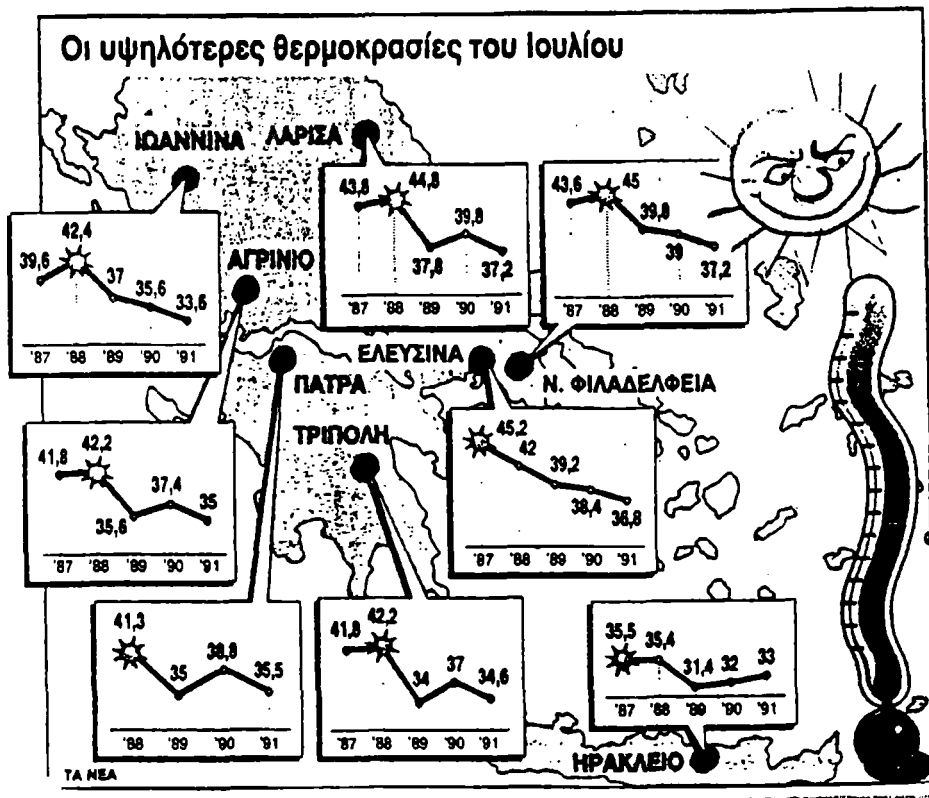 Οι υψηλότερες θερμοκρασίες του Ιουλίου
ΙΩΑΝΝΙΝΑ
39,6 42,4 37 35,6 33,6
'87 '88 '89 '90 '91
ΛΑΡΙΣΑ
43,8 44,8 37,8 39,8 37,2
'87 '88 '89 '90 '91
43,6 45 39,8 39 37,2
'87 '88 '89 '90 '91
Ν. ΦΙΛΑΔΕΛΦΕΙΑ
ΑΓΡΙΝΙΟ
41,8 42,2 35,6 37,4 35
'87 '88 '89 '90 '91
ΕΛΕΥΣΙΝΑ
45,2 42 39,2 38,4 36,8
'87 '88 '89 '90 '91
ΠΑΤΡΑ
41,3 35 38,8 35,5
'88 '89 '90 '91
ΤΡΙΠΟΛΗ
41,8 42,2 34 37 34,6
'87 '88 '89 '90 '91
35,5 35,4 31,4 32 33
'87 '88 '89 '90 '91
ΗΡΑΚΛΕΙΟ
ΤΑ ΝΕΑ